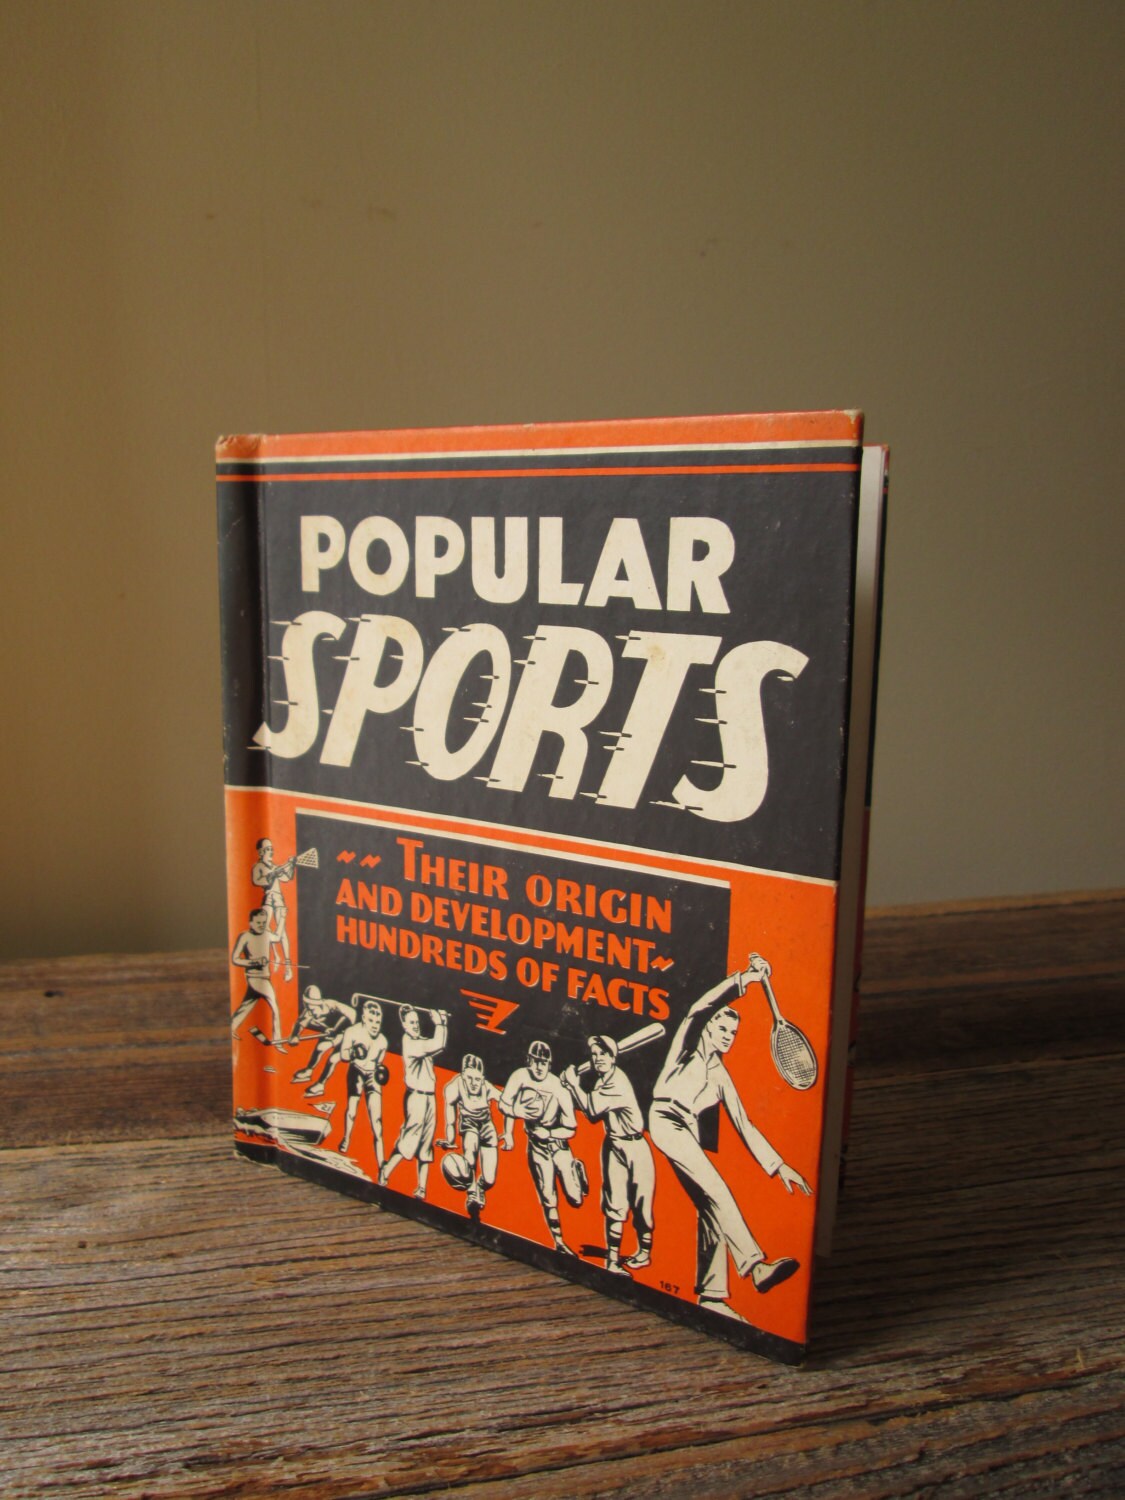 POPULAR
SPORTS
~~ THEIR ORIGIN
AND DEVELOPMENT~
HUNDREDS OF FACTS
167